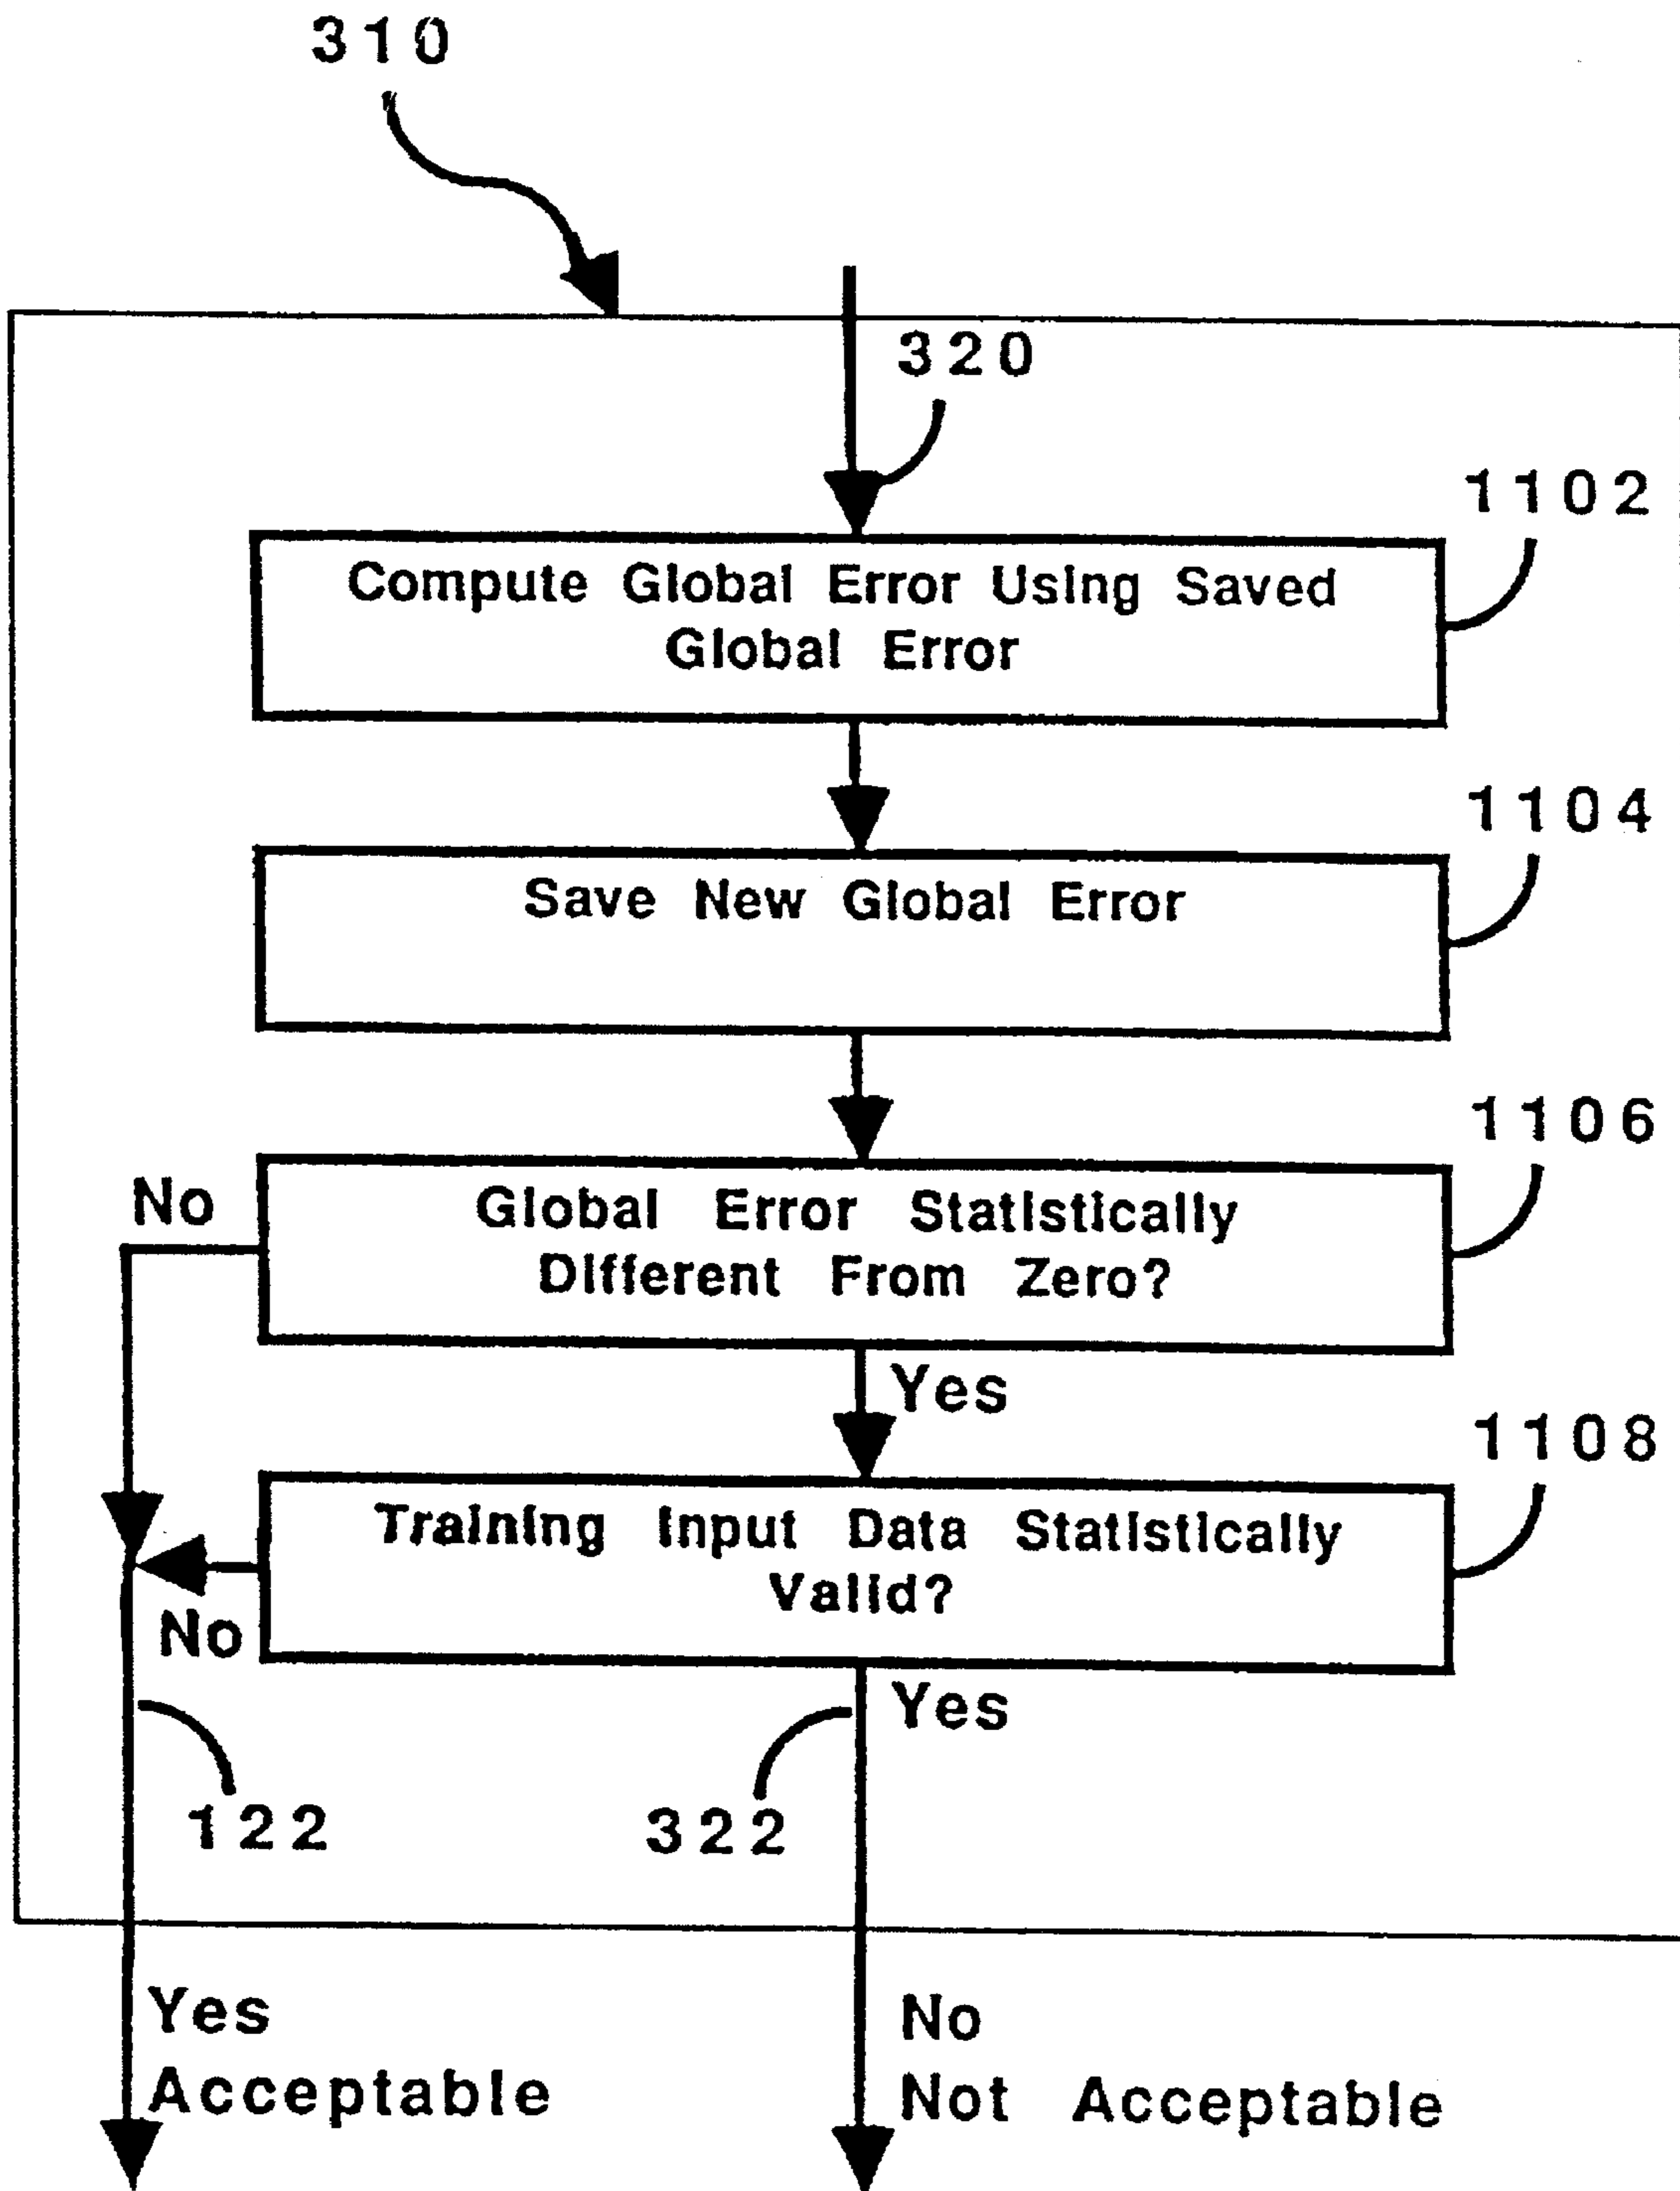 310
320
1102
Compute Global Error Using Saved
Global Error
1104
Save New Global Error
1106
No
Global Error Statistically
Different From Zero?
Yes
1108
Training Input Data Statistically
Valid?
No
Yes
122
322
Yes
Acceptable
No
Not Acceptable